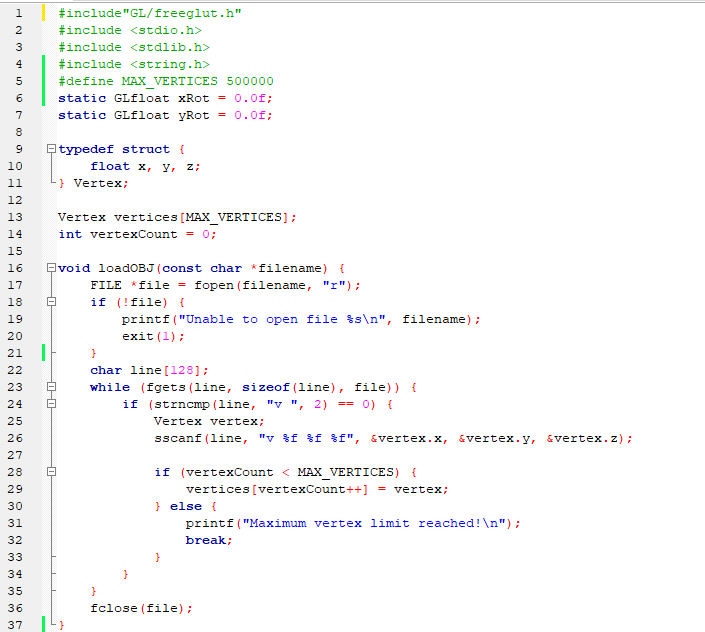 1 #include"GL/freeglut.h"
2 #include <stdio.h>
3 #include <stdlib.h>
4 #include <string.h>
5 #define MAX_VERTICES 500000
6 static GLfloat xRot = 0.0f;
7 static GLfloat yRot = 0.0f;
8
9 typedef struct {
10     float x, y, z;
11 } Vertex;
12
13 Vertex vertices[MAX_VERTICES];
14 int vertexCount = 0;
15
16 void loadOBJ(const char *filename) {
17     FILE *file = fopen(filename, "r");
18     if (!file) {
19         printf("Unable to open file %s\n", filename);
20         exit(1);
21     }
22     char line[128];
23     while (fgets(line, sizeof(line), file)) {
24         if (strncmp(line, "v ", 2) == 0) {
25             Vertex vertex;
26             sscanf(line, "v %f %f %f", &vertex.x, &vertex.y, &vertex.z);
27
28             if (vertexCount < MAX_VERTICES) {
29                 vertices[vertexCount++] = vertex;
30             } else {
31                 printf("Maximum vertex limit reached!\n");
32                 break;
33             }
34         }
35     }
36     fclose(file);
37 }